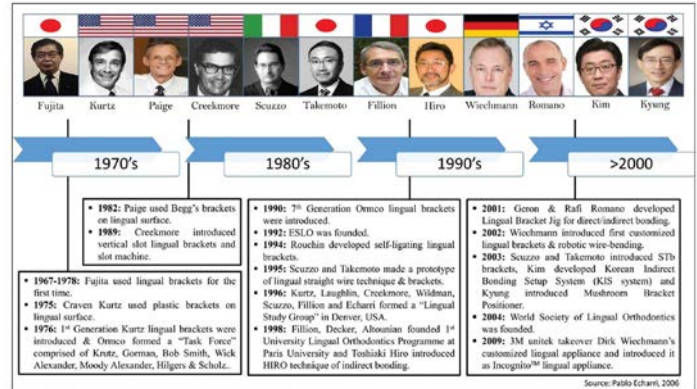 Fujita
Kurtz
Paige
Creekmore
Scuzzo
Takemoto
Fillion
Hiro
Wiechmann
Romano
Kim
Kyung
1970's
1980's
1990's
>2000
1982: Paige used Begg's brackets
on lingual surface.
1989: Creekmore introduced
vertical slot lingual brackets and
slot machine.
1967-1978: Fujita used lingual brackets for the
first time.
1975: Craven Kurtz used plastic brackets on
lingual surface.
1976: 1st Generation Kurtz lingual brackets were
introduced & Ormco formed a "Task Force"
comprised of Krutz, Gorman, Bob Smith, Wick
Alexander, Moody Alexander, Hilgers & Scholz..
1990: 7th Generation Ormco lingual brackets
were introduced.
1992: ESLO was founded.
1994: Rouchin developed self-ligating lingual
brackets.
1995: Scuzzo and Takemoto made a prototype
of lingual straight wire technique & brackets.
1996: Kurtz, Laughlin, Creekmore, Wildman,
Scuzzo, Fillion and Echarri formed a "Lingual
Study Group" in Denver, USA.
1998: Fillion, Decker, Altounian founded 1st
University Lingual Orthodontics Programme at
Paris University and Toshiaki Hiro introduced
HIRO technique of indirect bonding.
2001: Geron & Rafi Romano developed
Lingual Bracket Jig for direct/indirect bonding.
2002: Wiechmann introduced first customized
lingual brackets & robotic wire-bending.
2003: Scuzzo and Takemoto introduced STb
brackets, Kim developed Korean Indirect
Bonding Setup System (KIS system) and
Kyung introduced Mushroom Bracket
Positioner.
2004: World Society of Lingual Orthodontics
was founded.
2009: 3M unitek takeover Dirk Wiechmann's
customized lingual appliance and introduced it
as Incognito™ lingual appliance.
Source: Pablo Echarri, 2006